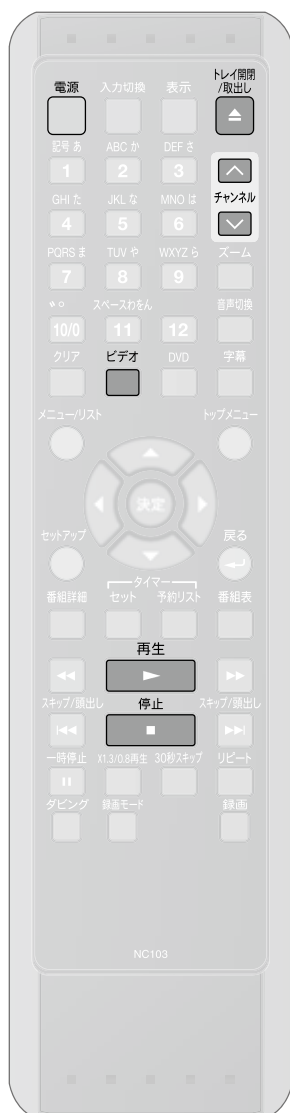 電源 入力切換 表示 トレイ開閉
/取出し
記号 あ ABC か DEF さ
1 2 3
GHI た JKL な MNO は チャンネル
4 5 6
PQRS ま TUV や WXYZ ら ズーム
7 8 9
゛゜ スペースわをん 音声切換
10/0 11 12
クリア ビデオ DVD 字幕
メニュー/リスト トップメニュー
決定
セットアップ 戻る
タイマー
番組詳細 セット 予約リスト 番組表
再生
スキップ/頭出し 停止 スキップ/頭出し
一時停止 X1.3/0.8再生 30秒スキップ リピート
ダビング 録画モード 録画
NC103